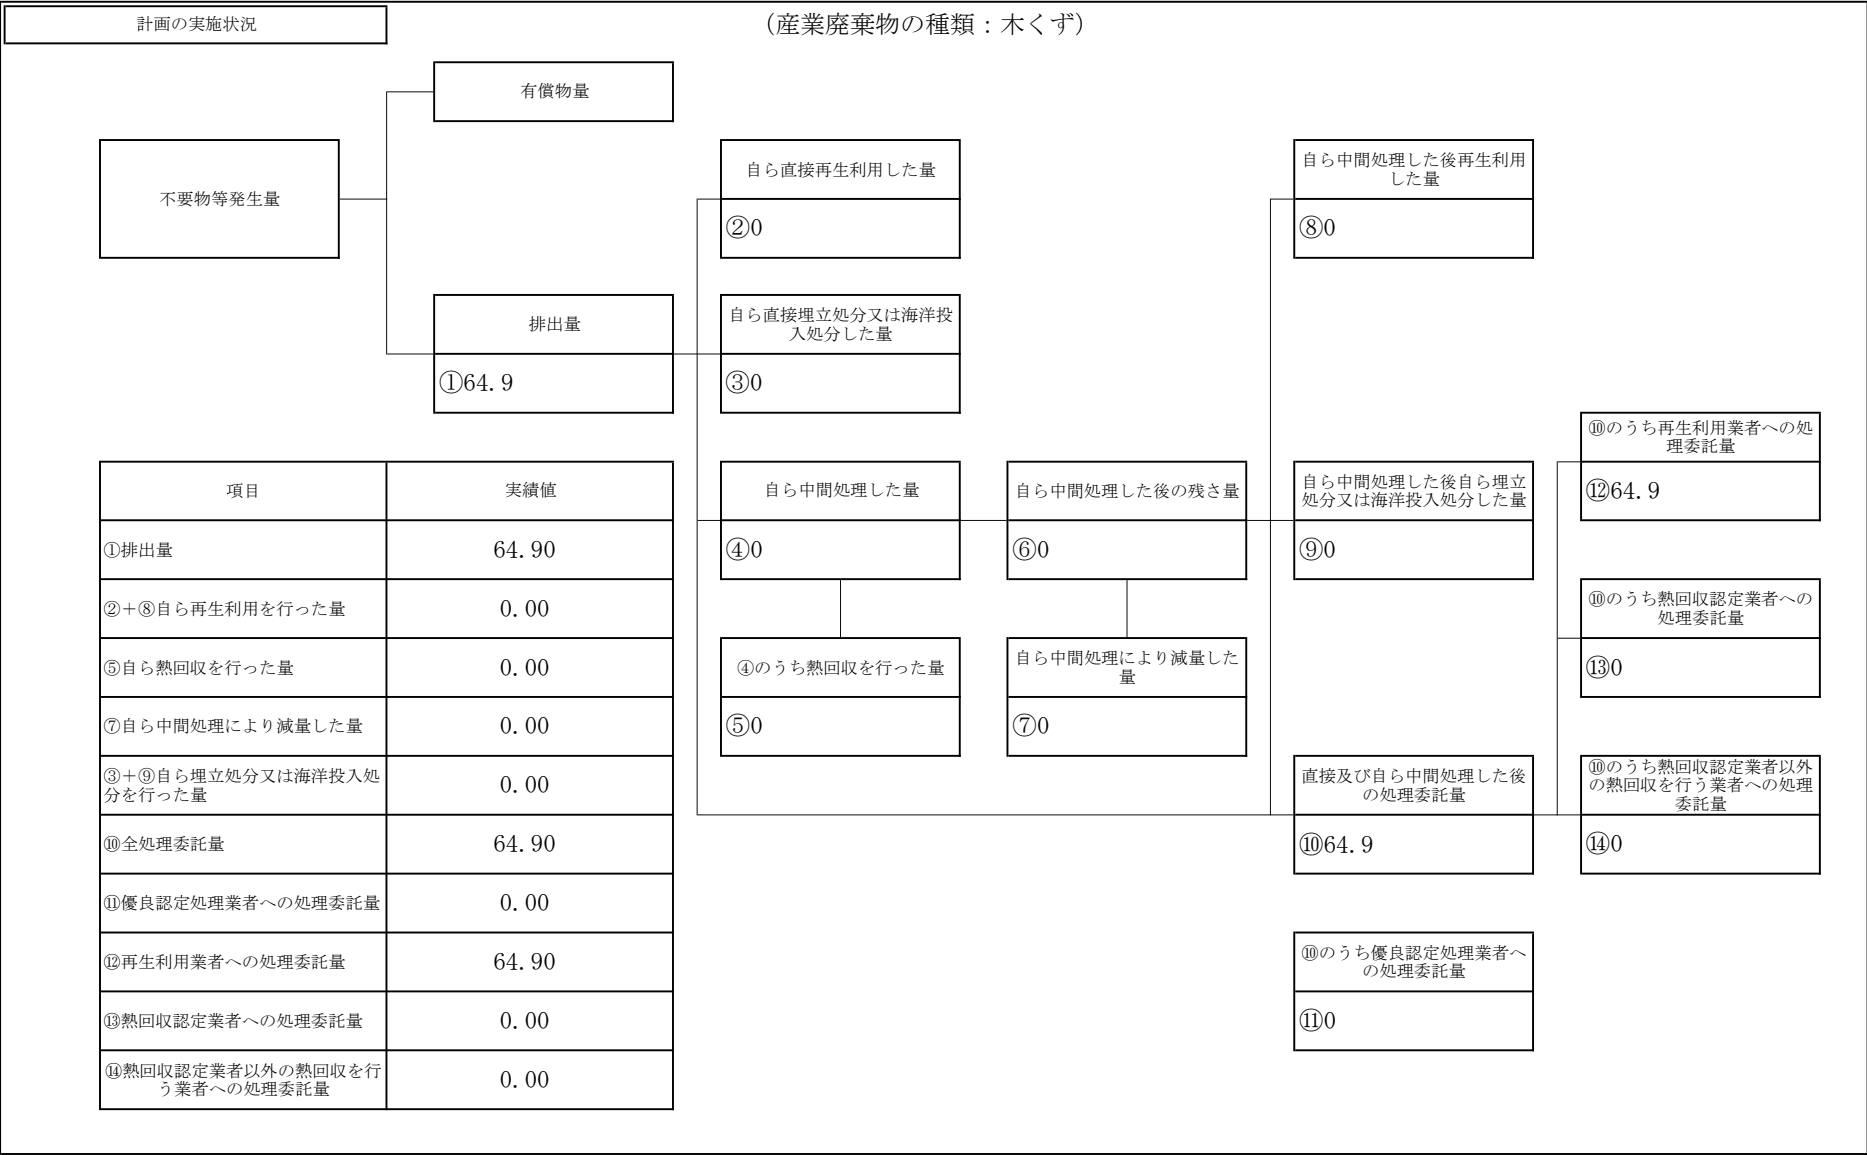 計画の実施状況
（産業廃棄物の種類：木くず）
有償物量
不要物等発生量
自ら直接再生利用した量
②0
自ら中間処理した後再生利用
した量
⑧0
排出量
①64.9
自ら直接埋立処分又は海洋投
入処分した量
③0
⑩のうち再生利用業者への処
理委託量
⑫64.9
項目
実績値
①排出量
64.90
②＋⑧自ら再生利用を行った量
0.00
⑤自ら熱回収を行った量
0.00
⑦自ら中間処理により減量した量
0.00
③＋⑨自ら埋立処分又は海洋投入処
分を行った量
0.00
⑩全処理委託量
64.90
⑪優良認定処理業者への処理委託量
0.00
⑫再生利用業者への処理委託量
64.90
⑬熱回収認定業者への処理委託量
0.00
⑭熱回収認定業者以外の熱回収を行
う業者への処理委託量
0.00
自ら中間処理した量
④0
自ら中間処理した後の残さ量
⑥0
自ら中間処理した後自ら埋立
処分又は海洋投入処分した量
⑨0
④のうち熱回収を行った量
⑤0
自ら中間処理により減量した
量
⑦0
⑩のうち熱回収認定業者への
処理委託量
⑬0
直接及び自ら中間処理した後
の処理委託量
⑩64.9
⑩のうち熱回収認定業者以外
の熱回収を行う業者への処理
委託量
⑭0
⑩のうち優良認定処理業者へ
の処理委託量
⑪0